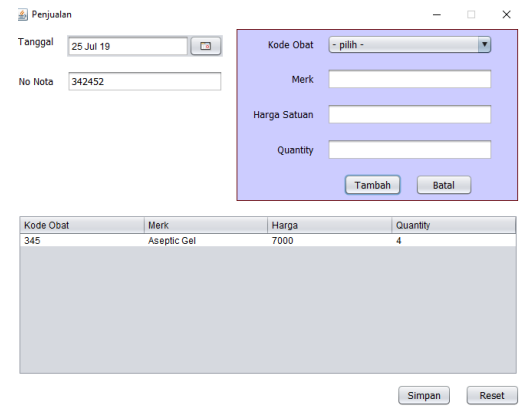 Penjualan
Tanggal 25 Jul 19
No Nota 342452
Kode Obat - pilih -
Merk
Harga Satuan
Quantity
Tambah Batal
Kode Obat Merk Harga Quantity
345 Aseptic Gel 7000 4
Simpan Reset